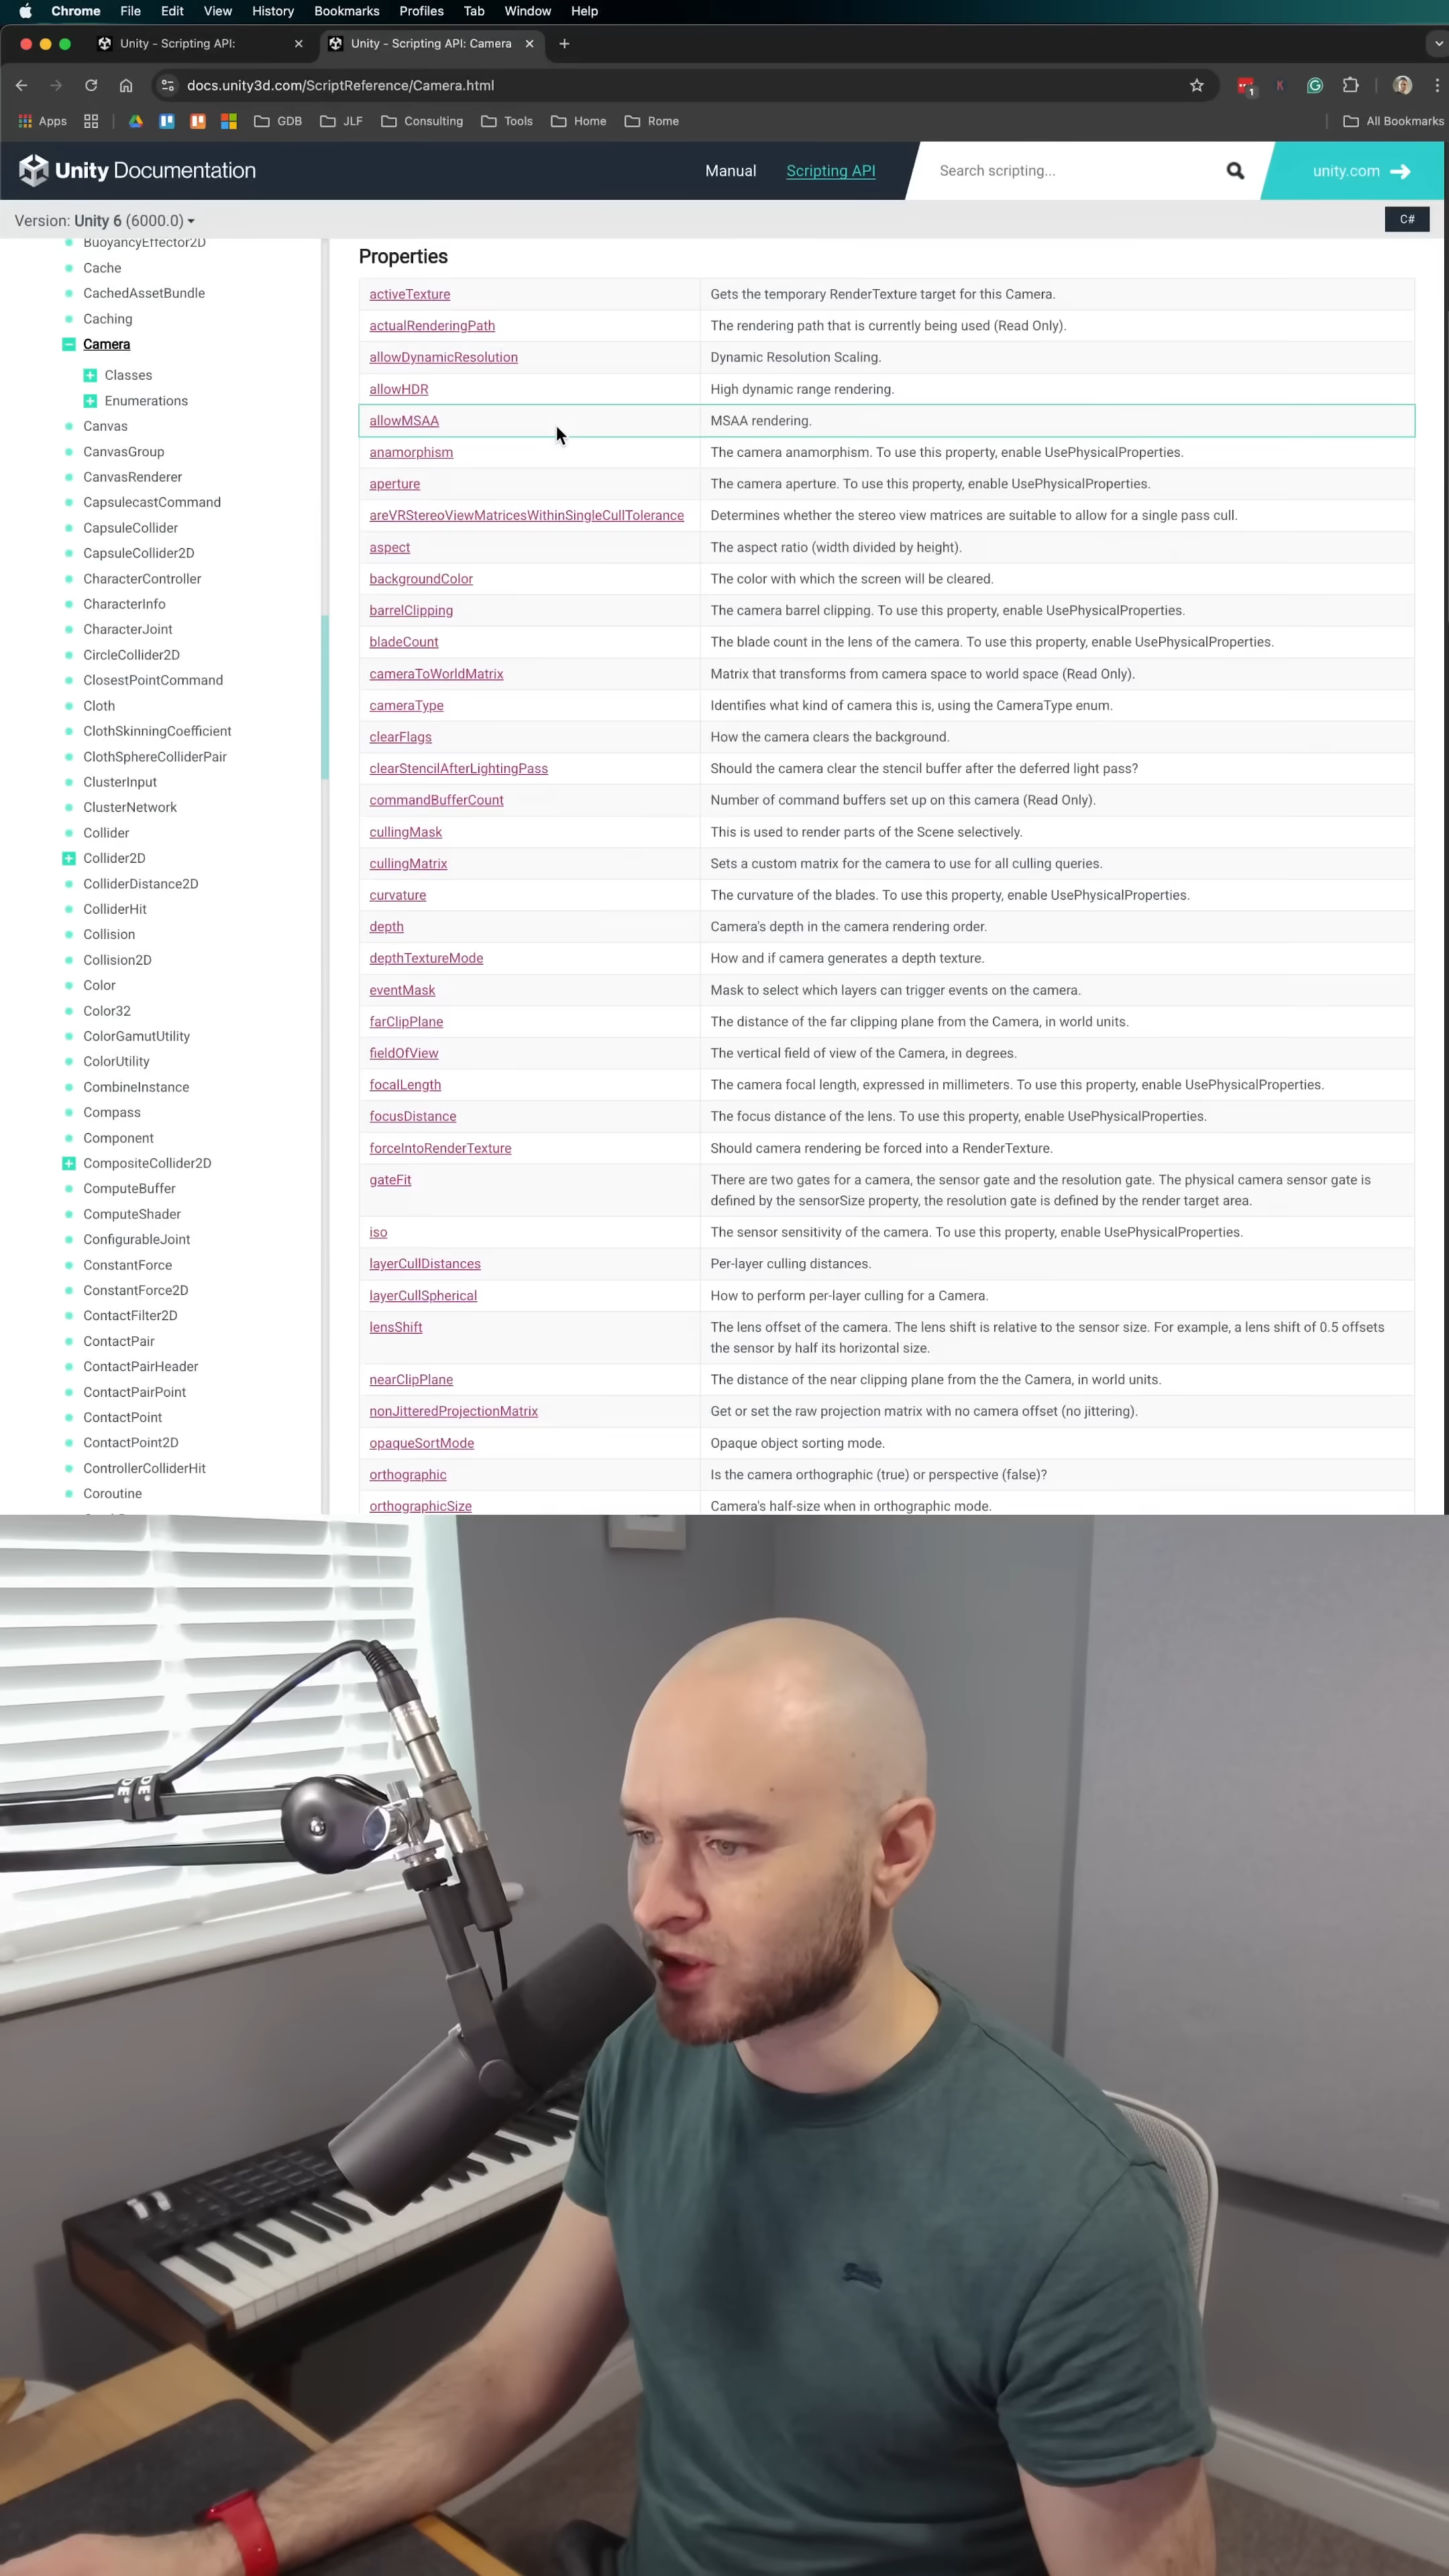 Chrome File Edit View History Bookmarks Profiles Tab Window Help
Unity - Scripting API:
Unity - Scripting API: Camera
docs.unity3d.com/ScriptReference/Camera.html
1
K
Apps GDB JLF Consulting Tools Home Rome All Bookmarks
Unity Documentation Manual Scripting API Search scripting... unity.com
Version: Unity 6 (6000.0) C#
BuoyancyEffector2D
Cache
CachedAssetBundle
Caching
Camera
Classes
Enumerations
Canvas
CanvasGroup
CanvasRenderer
CapsulecastCommand
CapsuleCollider
CapsuleCollider2D
CharacterController
CharacterInfo
CharacterJoint
CircleCollider2D
ClosestPointCommand
Cloth
ClothSkinningCoefficient
ClothSphereColliderPair
ClusterInput
ClusterNetwork
Collider
Collider2D
ColliderDistance2D
ColliderHit
Collision
Collision2D
Color
Color32
ColorGamutUtility
ColorUtility
CombineInstance
Compass
Component
CompositeCollider2D
ComputeBuffer
ComputeShader
ConfigurableJoint
ConstantForce
ConstantForce2D
ContactFilter2D
ContactPair
ContactPairHeader
ContactPairPoint
ContactPoint
ContactPoint2D
ControllerColliderHit
Coroutine
Properties
activeTexture Gets the temporary RenderTexture target for this Camera.
actualRenderingPath The rendering path that is currently being used (Read Only).
allowDynamicResolution Dynamic Resolution Scaling.
allowHDR High dynamic range rendering.
allowMSAA MSAA rendering.
anamorphism The camera anamorphism. To use this property, enable UsePhysicalProperties.
aperture The camera aperture. To use this property, enable UsePhysicalProperties.
areVRStereoViewMatricesWithinSingleCullTolerance Determines whether the stereo view matrices are suitable to allow for a single pass cull.
aspect The aspect ratio (width divided by height).
backgroundColor The color with which the screen will be cleared.
barrelClipping The camera barrel clipping. To use this property, enable UsePhysicalProperties.
bladeCount The blade count in the lens of the camera. To use this property, enable UsePhysicalProperties.
cameraToWorldMatrix Matrix that transforms from camera space to world space (Read Only).
cameraType Identifies what kind of camera this is, using the CameraType enum.
clearFlags How the camera clears the background.
clearStencilAfterLightingPass Should the camera clear the stencil buffer after the deferred light pass?
commandBufferCount Number of command buffers set up on this camera (Read Only).
cullingMask This is used to render parts of the Scene selectively.
cullingMatrix Sets a custom matrix for the camera to use for all culling queries.
curvature The curvature of the blades. To use this property, enable UsePhysicalProperties.
depth Camera's depth in the camera rendering order.
depthTextureMode How and if camera generates a depth texture.
eventMask Mask to select which layers can trigger events on the camera.
farClipPlane The distance of the far clipping plane from the Camera, in world units.
fieldOfView The vertical field of view of the Camera, in degrees.
focalLength The camera focal length, expressed in millimeters. To use this property, enable UsePhysicalProperties.
focusDistance The focus distance of the lens. To use this property, enable UsePhysicalProperties.
forceIntoRenderTexture Should camera rendering be forced into a RenderTexture.
gateFit There are two gates for a camera, the sensor gate and the resolution gate. The physical camera sensor gate is
defined by the sensorSize property, the resolution gate is defined by the render target area.
iso The sensor sensitivity of the camera. To use this property, enable UsePhysicalProperties.
layerCullDistances Per-layer culling distances.
layerCullSpherical How to perform per-layer culling for a Camera.
lensShift The lens offset of the camera. The lens shift is relative to the sensor size. For example, a lens shift of 0.5 offsets
the sensor by half its horizontal size.
nearClipPlane The distance of the near clipping plane from the the Camera, in world units.
nonJitteredProjectionMatrix Get or set the raw projection matrix with no camera offset (no jittering).
opaqueSortMode Opaque object sorting mode.
orthographic Is the camera orthographic (true) or perspective (false)?
orthographicSize Camera's half-size when in orthographic mode.